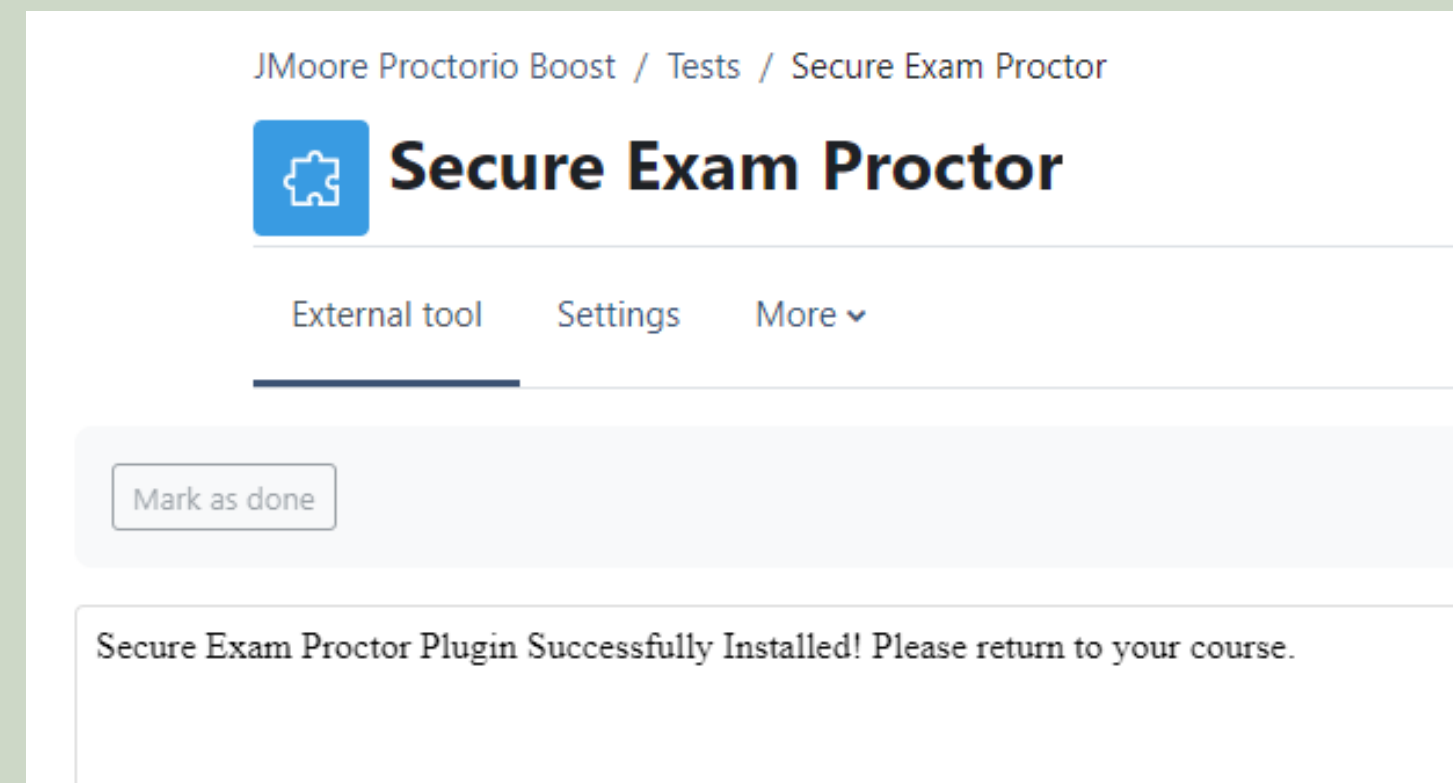 JMoore Proctorio Boost / Tests / Secure Exam Proctor
Secure Exam Proctor
External tool Settings More
Mark as done
Secure Exam Proctor Plugin Successfully Installed! Please return to your course.